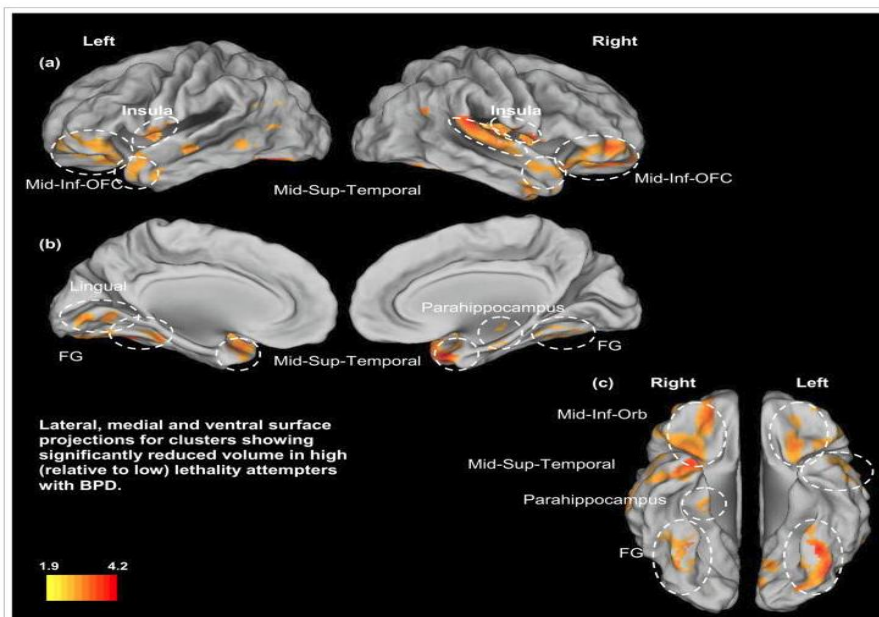 Left
Right
(a)
Insula
Insula
Mid-Inf-OFC
Mid-Sup-Temporal
Mid-Inf-OFC
(b)
Lingual
Parahippocampus
FG
Mid-Sup-Temporal
FG
(c)
Right
Left
Mid-Inf-Orb
Mid-Sup-Temporal
Parahippocampus
FG
Lateral, medial and ventral surface
projections for clusters showing
significantly reduced volume in high
(relative to low) lethality attempters
with BPD.
1.9
4.2